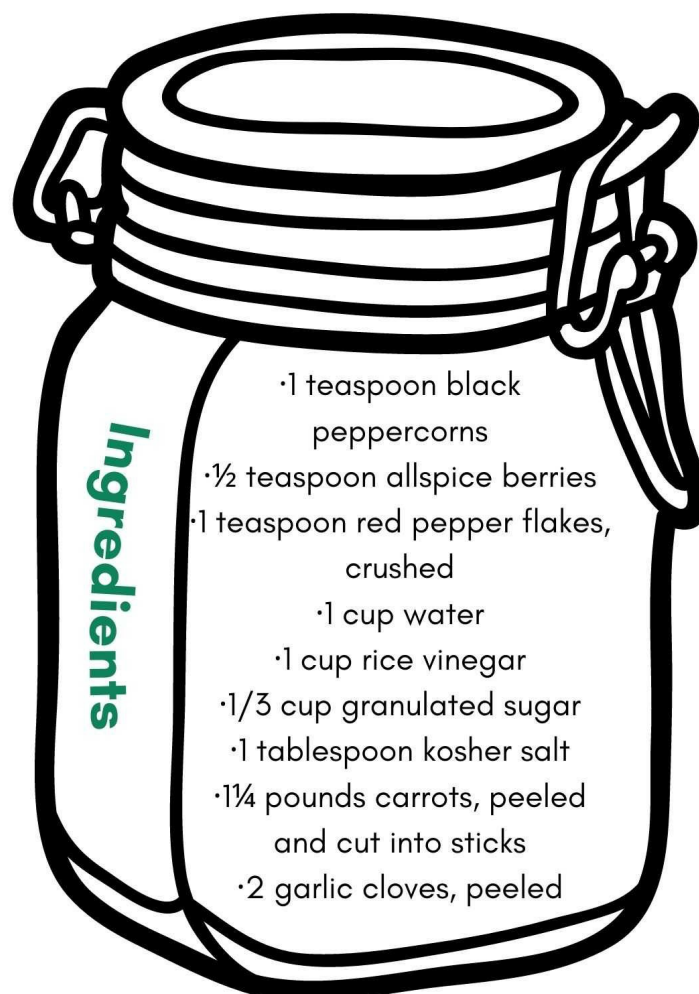 Ingredients
·1 teaspoon black
peppercorns
·½ teaspoon allspice berries
·1 teaspoon red pepper flakes,
crushed
·1 cup water
·1 cup rice vinegar
·1/3 cup granulated sugar
·1 tablespoon kosher salt
·1¼ pounds carrots, peeled
and cut into sticks
·2 garlic cloves, peeled